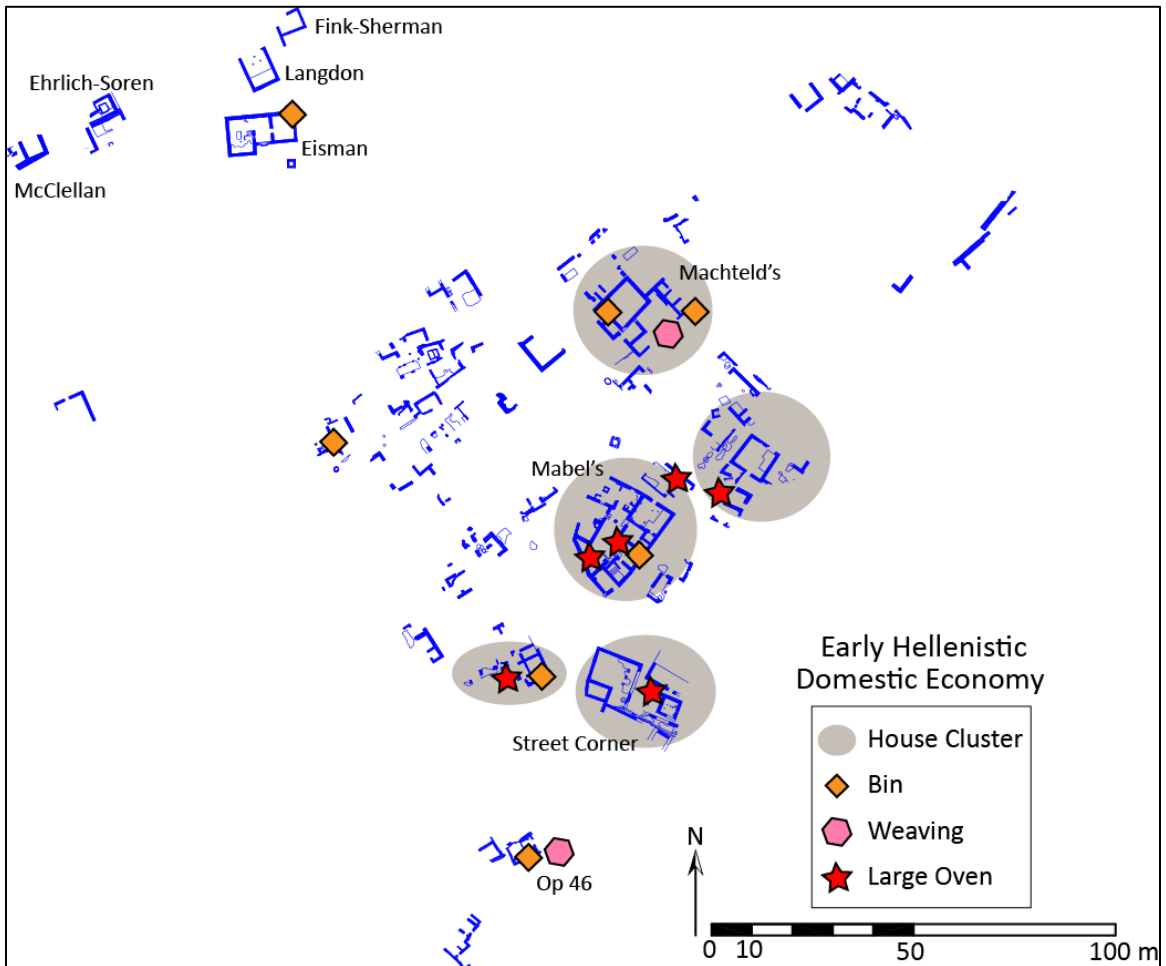 Fink-Sherman
Langdon
Ehrlich-Soren
Eisman
McClellan
Machteld's
Mabel's
Street Corner
Op 46
Early Hellenistic
Domestic Economy
House Cluster
Bin
Weaving
Large Oven
N
0 10 50 100 m